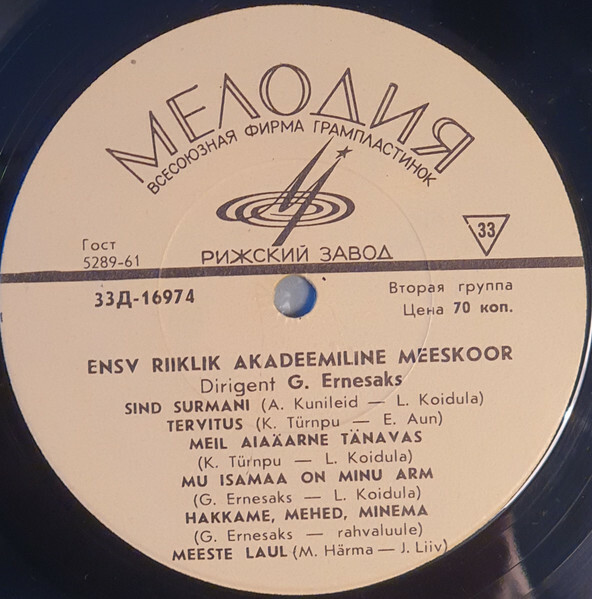 МЕЛОДИЯ
ВСЕСОЮЗНАЯ ФИРМА ГРАМПЛАСТИНОК
33
Гост
5289-61
РИЖСКИЙ ЗАВОД
33Д-16974
Вторая группа
Цена 70 коп.
ENSV RIIKLIK AKADEEMILINE MEESKOOR
Dirigent G. Ernesaks
SIND SURMANI (A. Kunileid — L. Koidula)
TERVITUS (K. Türnpu — E. Aun)
MEIL AIAÄARNE TÄNAVAS
(K. Türnpu — L. Koidula)
MU ISAMAA ON MINU ARM
(G. Ernesaks — L. Koidula)
HAKKAME, MEHED, MINEMA
(G. Ernesaks — rahvaluule)
MEESTE LAUL (M. Härma — J. Liiv)